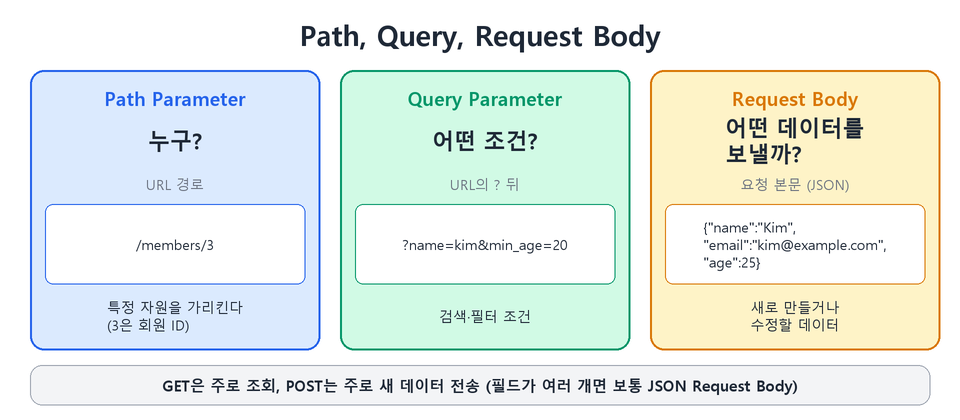 Path, Query, Request Body
Path Parameter
누구?
URL 경로
/members/3
특정 자원을 가리킨다
(3은 회원 ID)
Query Parameter
어떤 조건?
URL의 ? 뒤
?name=kim&min_age=20
검색·필터 조건
Request Body
어떤 데이터를
보낼까?
요청 본문 (JSON)
{"name":"Kim",
"email":"kim@example.com",
"age":25}
새로 만들거나
수정할 데이터
GET은 주로 조회, POST는 주로 새 데이터 전송 (필드가 여러 개면 보통 JSON Request Body)